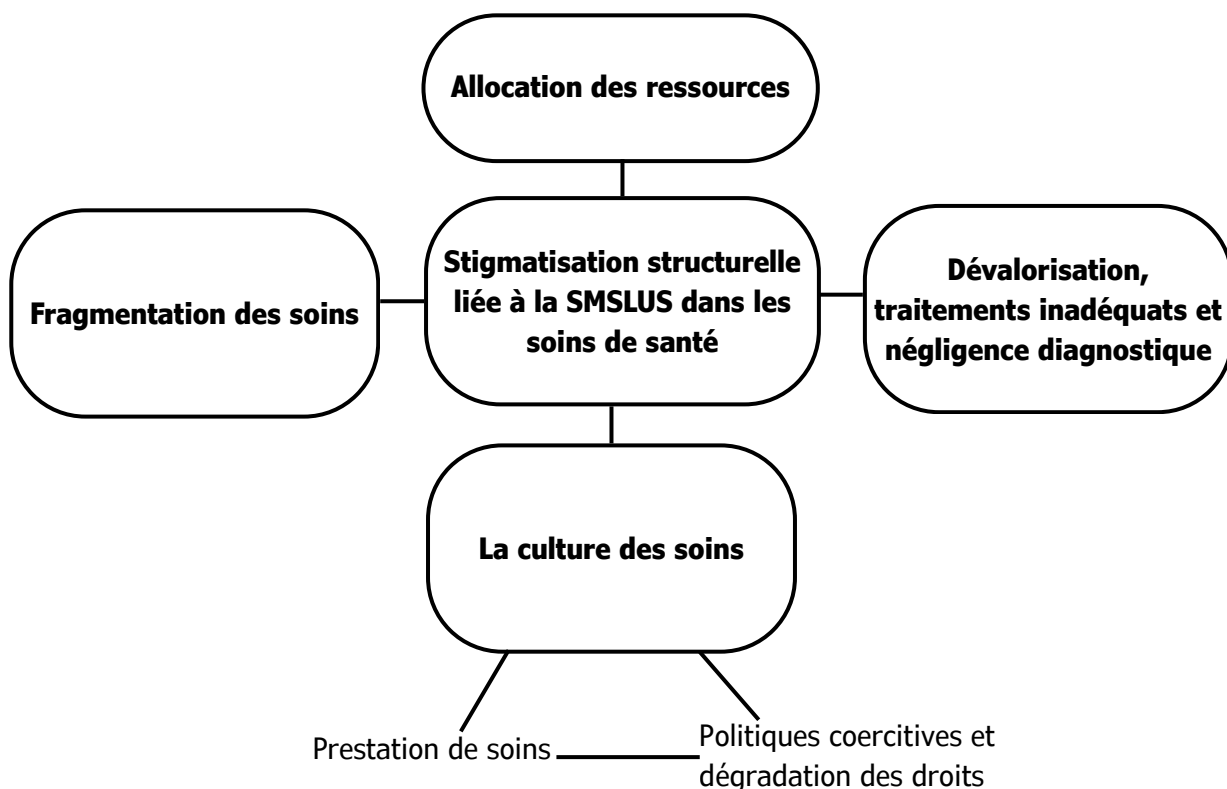 Allocation des ressources
Fragmentation des soins
Stigmatisation structurelle
liée à la SMSLUS dans les
soins de santé
Dévalorisation,
traitements inadéquats et
négligence diagnostique
La culture des soins
Prestation de soins
Politiques coercitives et
dégradation des droits